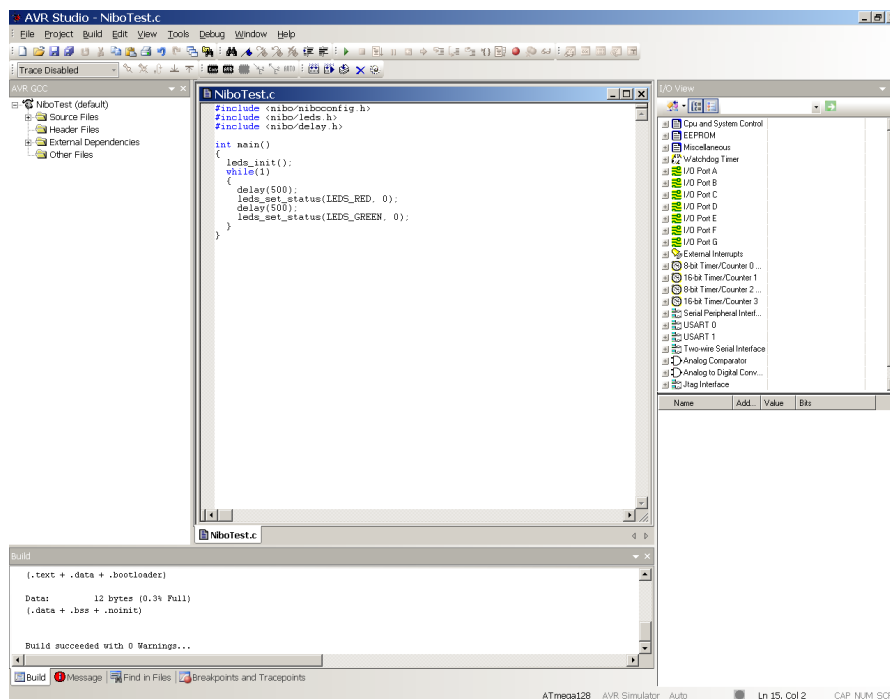 AVR Studio - NiboTest.c
File Project Build Edit View Tools Debug Window Help
Trace Disabled
AVR GCC
NiboTest (default)
Source Files
Header Files
External Dependencies
Other Files
NiboTest.c
#include <nibo/niboconfig.h>
#include <nibo/leds.h>
#include <nibo/delay.h>
int main()
{
leds_init();
while(1)
{
delay(500);
leds_set_status(LEDS_RED, 0);
delay(500);
leds_set_status(LEDS_GREEN, 0);
}
}
NiboTest.c
I/O View
Cpu and System Control
EEPROM
Miscellaneous
Watchdog Timer
I/O Port A
I/O Port B
I/O Port C
I/O Port D
I/O Port E
I/O Port F
I/O Port G
External Interrupts
8-bit Timer/Counter 0 ...
16-bit Timer/Counter 1
8-bit Timer/Counter 2 ...
16-bit Timer/Counter 3
Serial Peripheral Interf...
USART 0
USART 1
Two-wire Serial Interface
Analog Comparator
Analog to Digital Conv...
Jtag Interface
Name Add... Value Bits
Build
(.text + .data + .bootloader)
Data: 12 bytes (0.3% Full)
(.data + .bss + .noinit)
Build succeeded with 0 Warnings...
Build Message Find in Files Breakpoints and Tracepoints
ATmega128 AVR Simulator Auto Ln 15, Col 2 CAP NUM